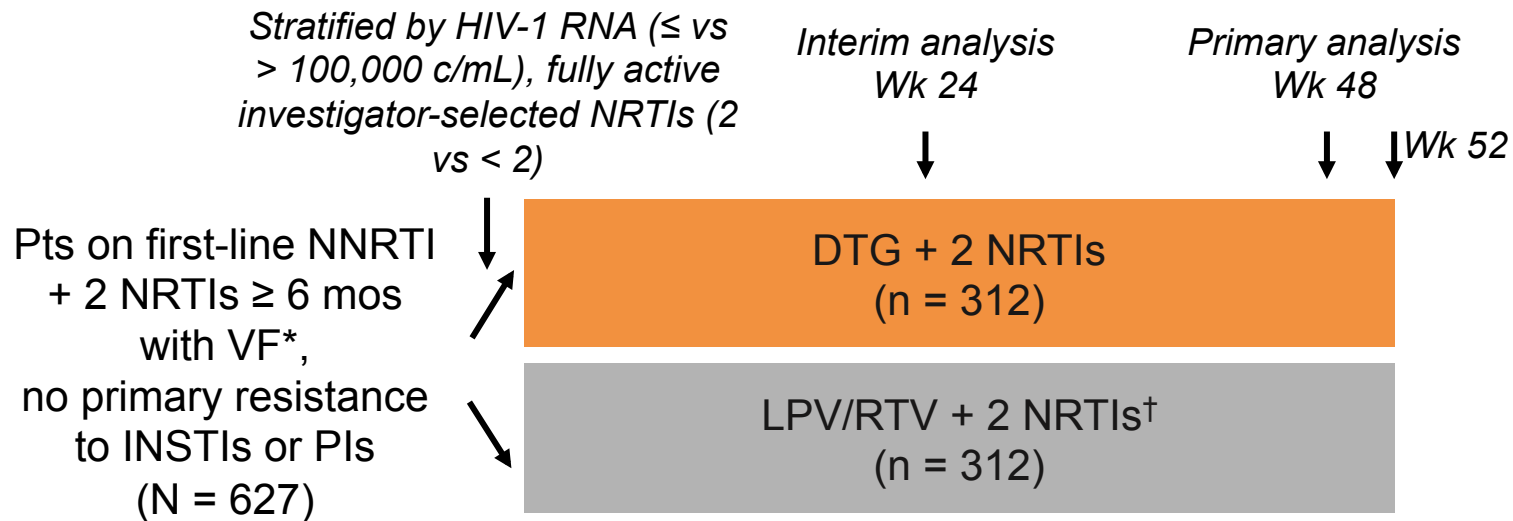 Stratified by HIV-1 RNA (≤ vs
> 100,000 c/mL), fully active
investigator-selected NRTIs (2
vs < 2)
Interim analysis
Wk 24
Primary analysis
Wk 48
Wk 52
Pts on first-line NNRTI
+ 2 NRTIs ≥ 6 mos
with VF*,
no primary resistance
to INSTIs or PIs
(N = 627)
DTG + 2 NRTIs
(n = 312)
LPV/RTV + 2 NRTIs†
(n = 312)